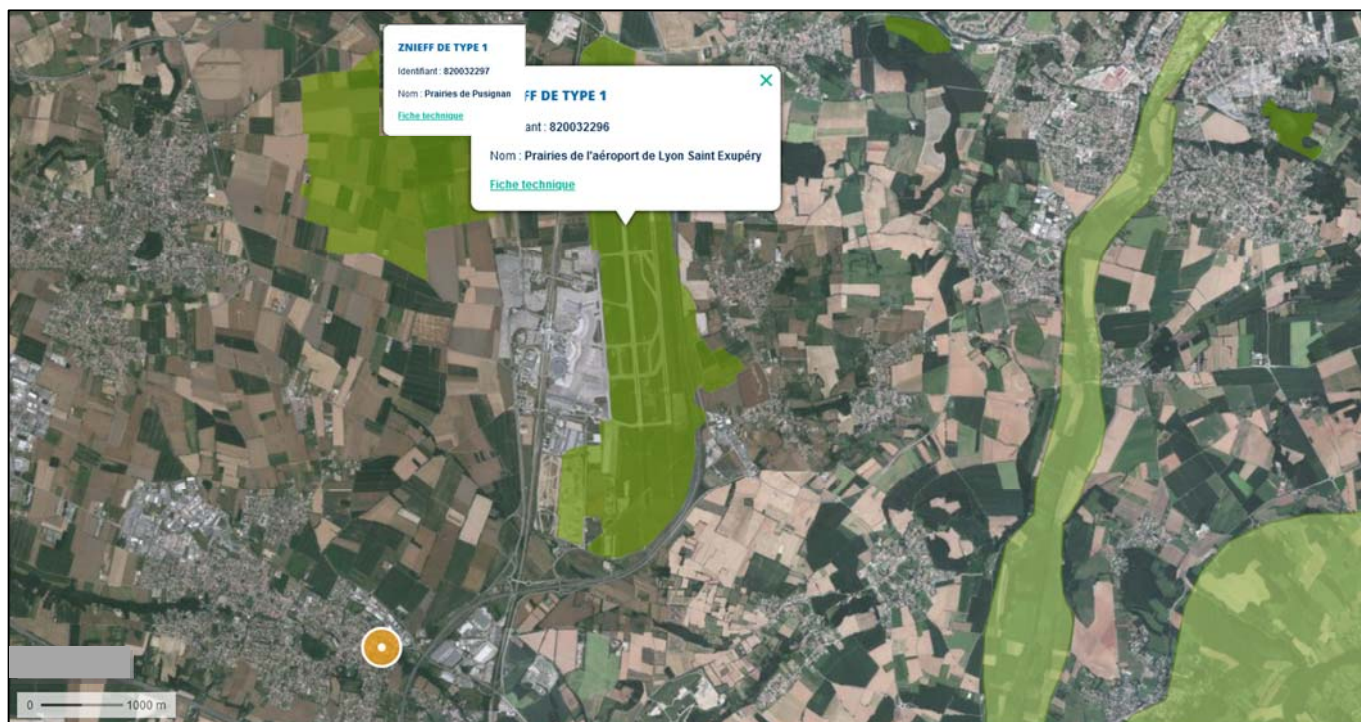 ZNIEFF DE TYPE 1
Identifiant : 820032297
Nom : Prairies de Pusignan
Fiche technique
FF DE TYPE 1
ant : 820032296
Nom : Prairies de l'aéroport de Lyon Saint Exupéry
Fiche technique
0 1000 m